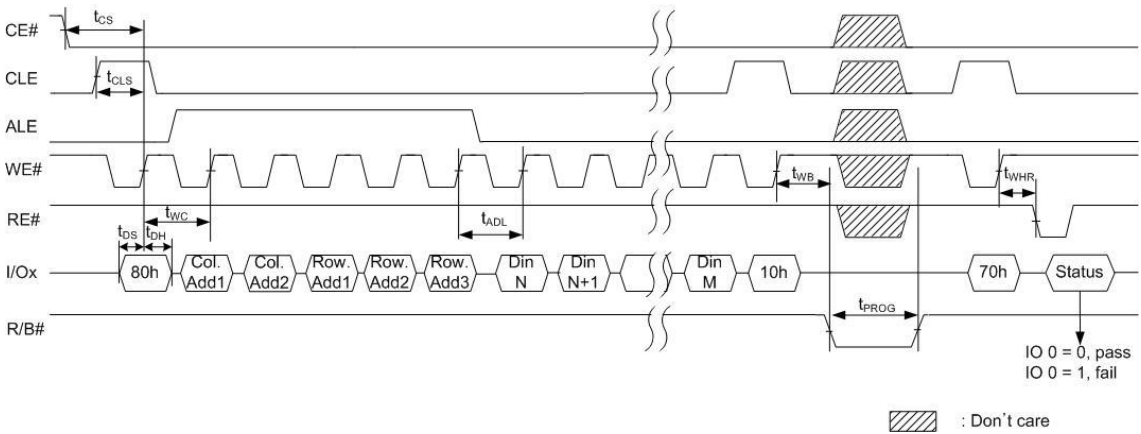 CE#
tCS
CLE
tCLS
ALE
WE#
tWB
tWHR
RE#
tWC
tADL
tDS
tDH
I/Ox
80h
Col. Add1
Col. Add2
Row. Add1
Row. Add2
Row. Add3
Din N
Din N+1
Din M
10h
70h
Status
R/B#
tPROG
IO 0 = 0, pass
IO 0 = 1, fail
: Don't care